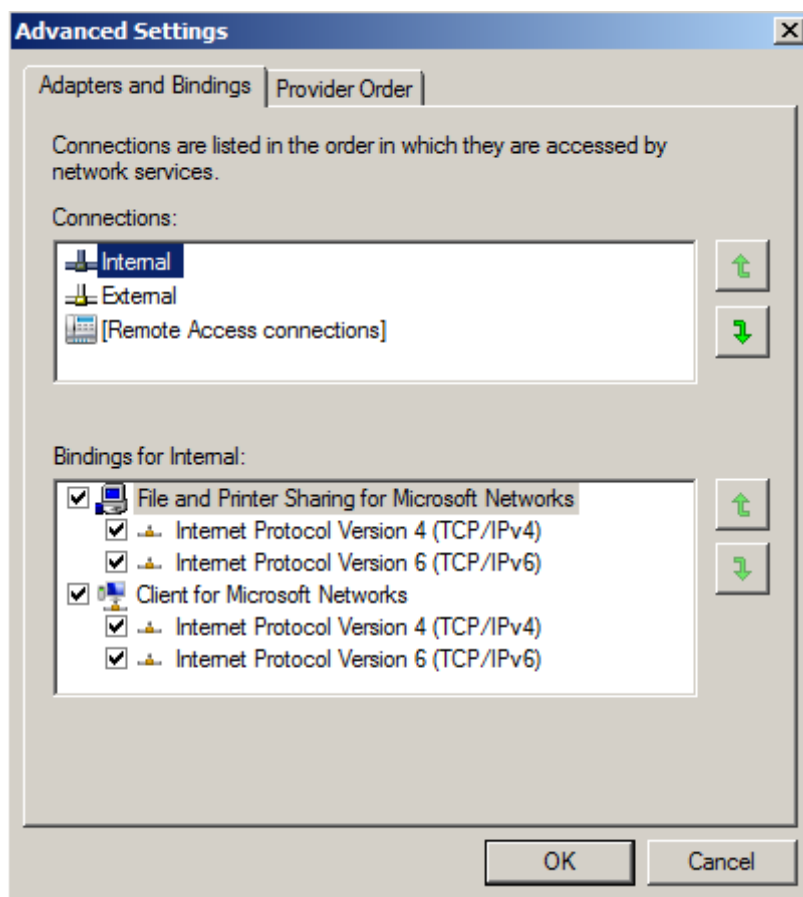 Advanced Settings
Adapters and Bindings
Provider Order
Connections are listed in the order in which they are accessed by
network services.
Connections:
Internal
External
[Remote Access connections]
Bindings for Internal:
File and Printer Sharing for Microsoft Networks
Internet Protocol Version 4 (TCP/IPv4)
Internet Protocol Version 6 (TCP/IPv6)
Client for Microsoft Networks
Internet Protocol Version 4 (TCP/IPv4)
Internet Protocol Version 6 (TCP/IPv6)
OK
Cancel